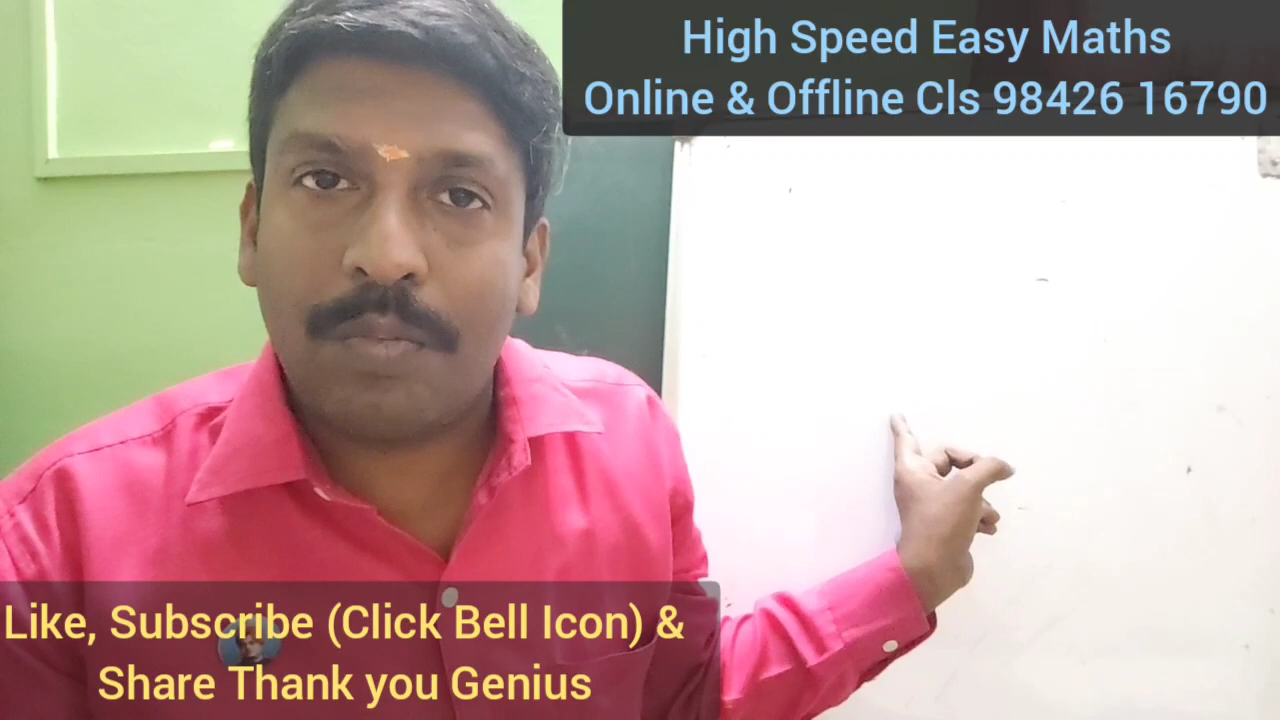 High Speed Easy Maths
Online & Offline Cls 98426 16790
Like, Subscribe (Click Bell Icon) &
Share Thank you Genius